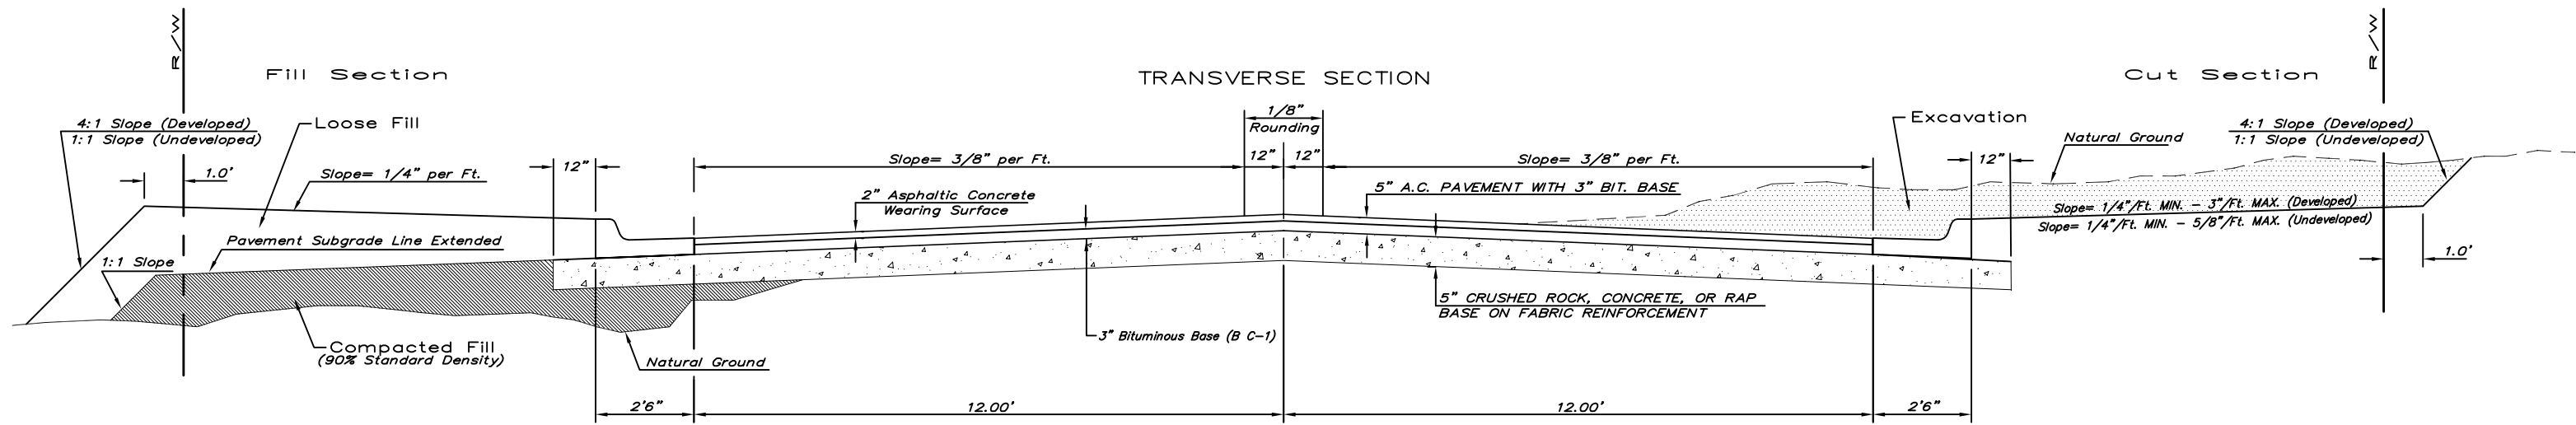 R/W
Fill Section
TRANSVERSE SECTION
Cut Section
R/W
4:1 Slope (Developed)
1:1 Slope (Undeveloped)
Loose Fill
1/8"
Rounding
Excavation
Natural Ground
4:1 Slope (Developed)
1:1 Slope (Undeveloped)
1.0'
Slope= 1/4" per Ft.
12"
Slope= 3/8" per Ft.
12"
12"
Slope= 3/8" per Ft.
12"
2" Asphaltic Concrete
Wearing Surface
5" A.C. PAVEMENT WITH 3" BIT. BASE
Slope= 1/4"/Ft. MIN. - 3"/Ft. MAX. (Developed)
Slope= 1/4"/Ft. MIN. - 5/8"/Ft. MAX. (Undeveloped)
Pavement Subgrade Line Extended
1:1 Slope
1.0'
5" CRUSHED ROCK, CONCRETE, OR RAP
BASE ON FABRIC REINFORCEMENT
3" Bituminous Base (B C-1)
Compacted Fill
(90% Standard Density)
Natural Ground
2'6"
12.00'
12.00'
2'6"